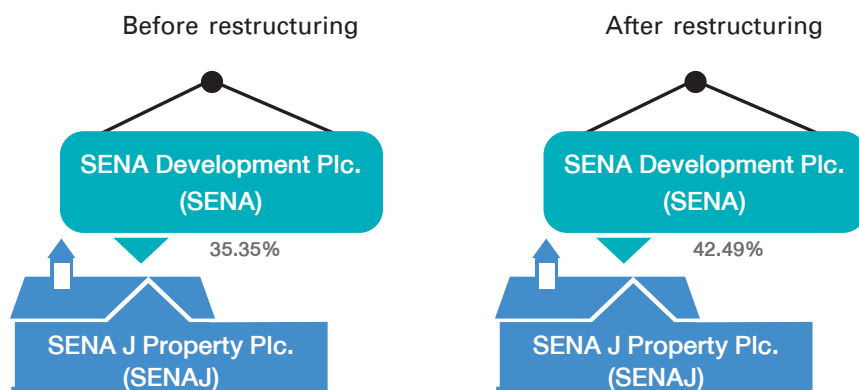 Before restructuring
SENA Development Plc.
(SENA)
35.35%
SENA J Property Plc.
(SENAJ)
After restructuring
SENA Development Plc.
(SENA)
42.49%
SENA J Property Plc.
(SENAJ)